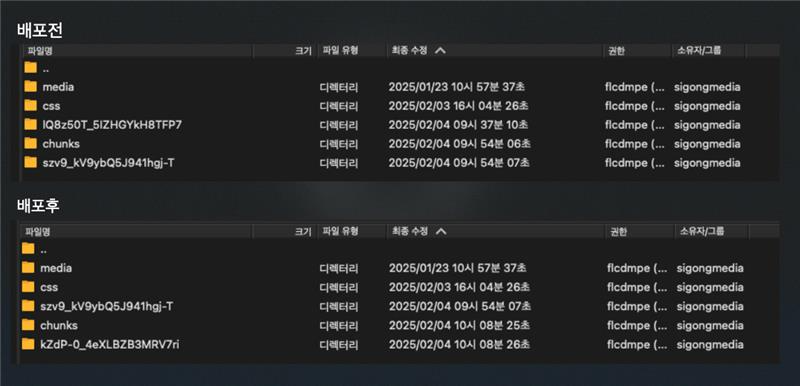 배포전
파일명 크기 파일 유형 최종 수정 권한 소유자/그룹
..
media 디렉터리 2025/01/23 10시 57분 37초 flcdmpe (... sigongmedia
css 디렉터리 2025/02/03 16시 04분 26초 flcdmpe (... sigongmedia
lQ8z50T_5IZHGYkH8TFP7 디렉터리 2025/02/04 09시 37분 10초 flcdmpe (... sigongmedia
chunks 디렉터리 2025/02/04 09시 54분 06초 flcdmpe (... sigongmedia
szv9_kV9ybQ5J941hgj-T 디렉터리 2025/02/04 09시 54분 07초 flcdmpe (... sigongmedia
배포후
파일명 크기 파일 유형 최종 수정 권한 소유자/그룹
..
media 디렉터리 2025/01/23 10시 57분 37초 flcdmpe (... sigongmedia
css 디렉터리 2025/02/03 16시 04분 26초 flcdmpe (... sigongmedia
szv9_kV9ybQ5J941hgj-T 디렉터리 2025/02/04 09시 54분 07초 flcdmpe (... sigongmedia
chunks 디렉터리 2025/02/04 10시 08분 25초 flcdmpe (... sigongmedia
kZdP-0_4eXLBZB3MRV7ri 디렉터리 2025/02/04 10시 08분 26초 flcdmpe (... sigongmedia